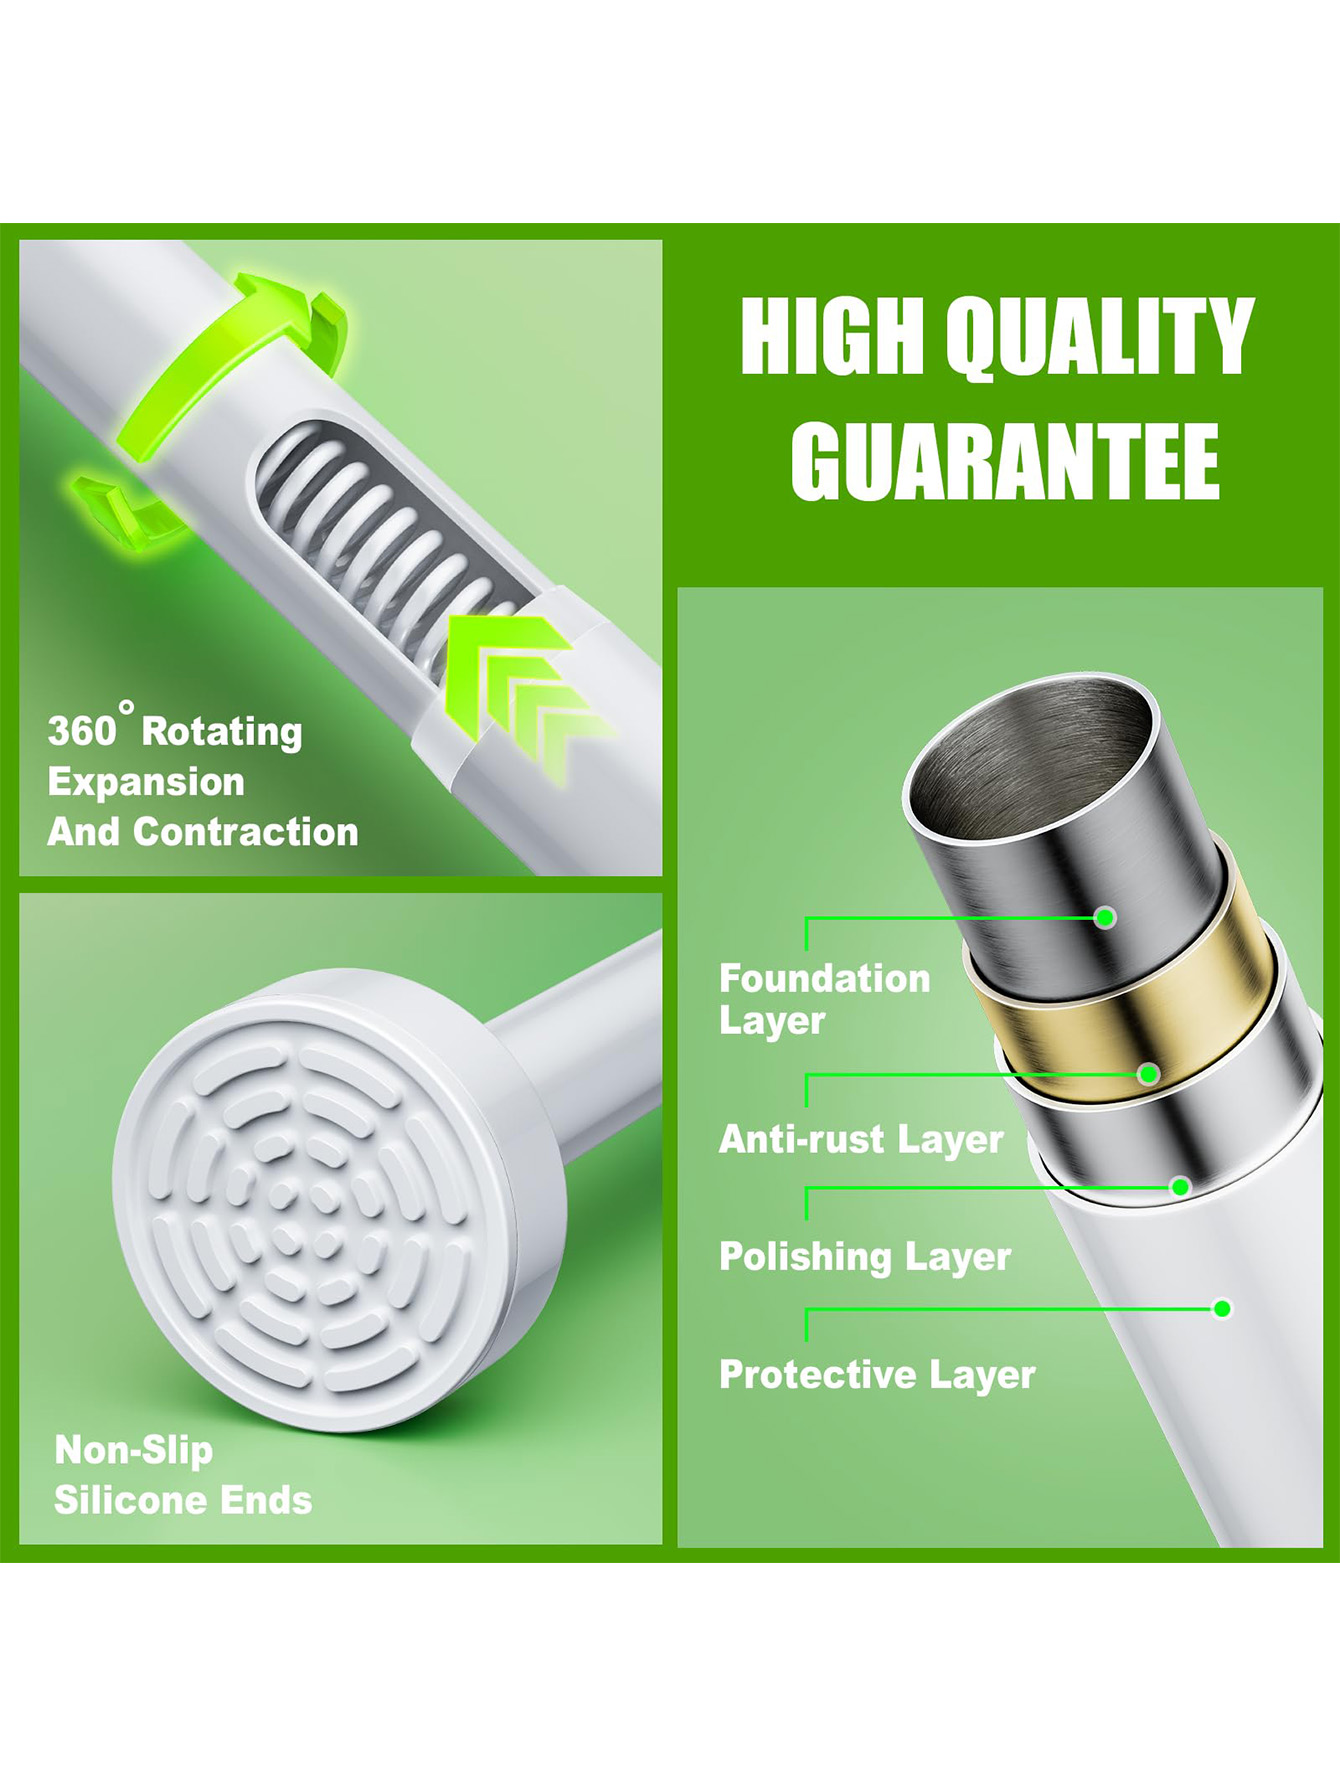 HIGH QUALITY
GUARANTEE
360° Rotating
Expansion
And Contraction
Non-Slip
Silicone Ends
Foundation
Layer
Anti-rust Layer
Polishing Layer
Protective Layer